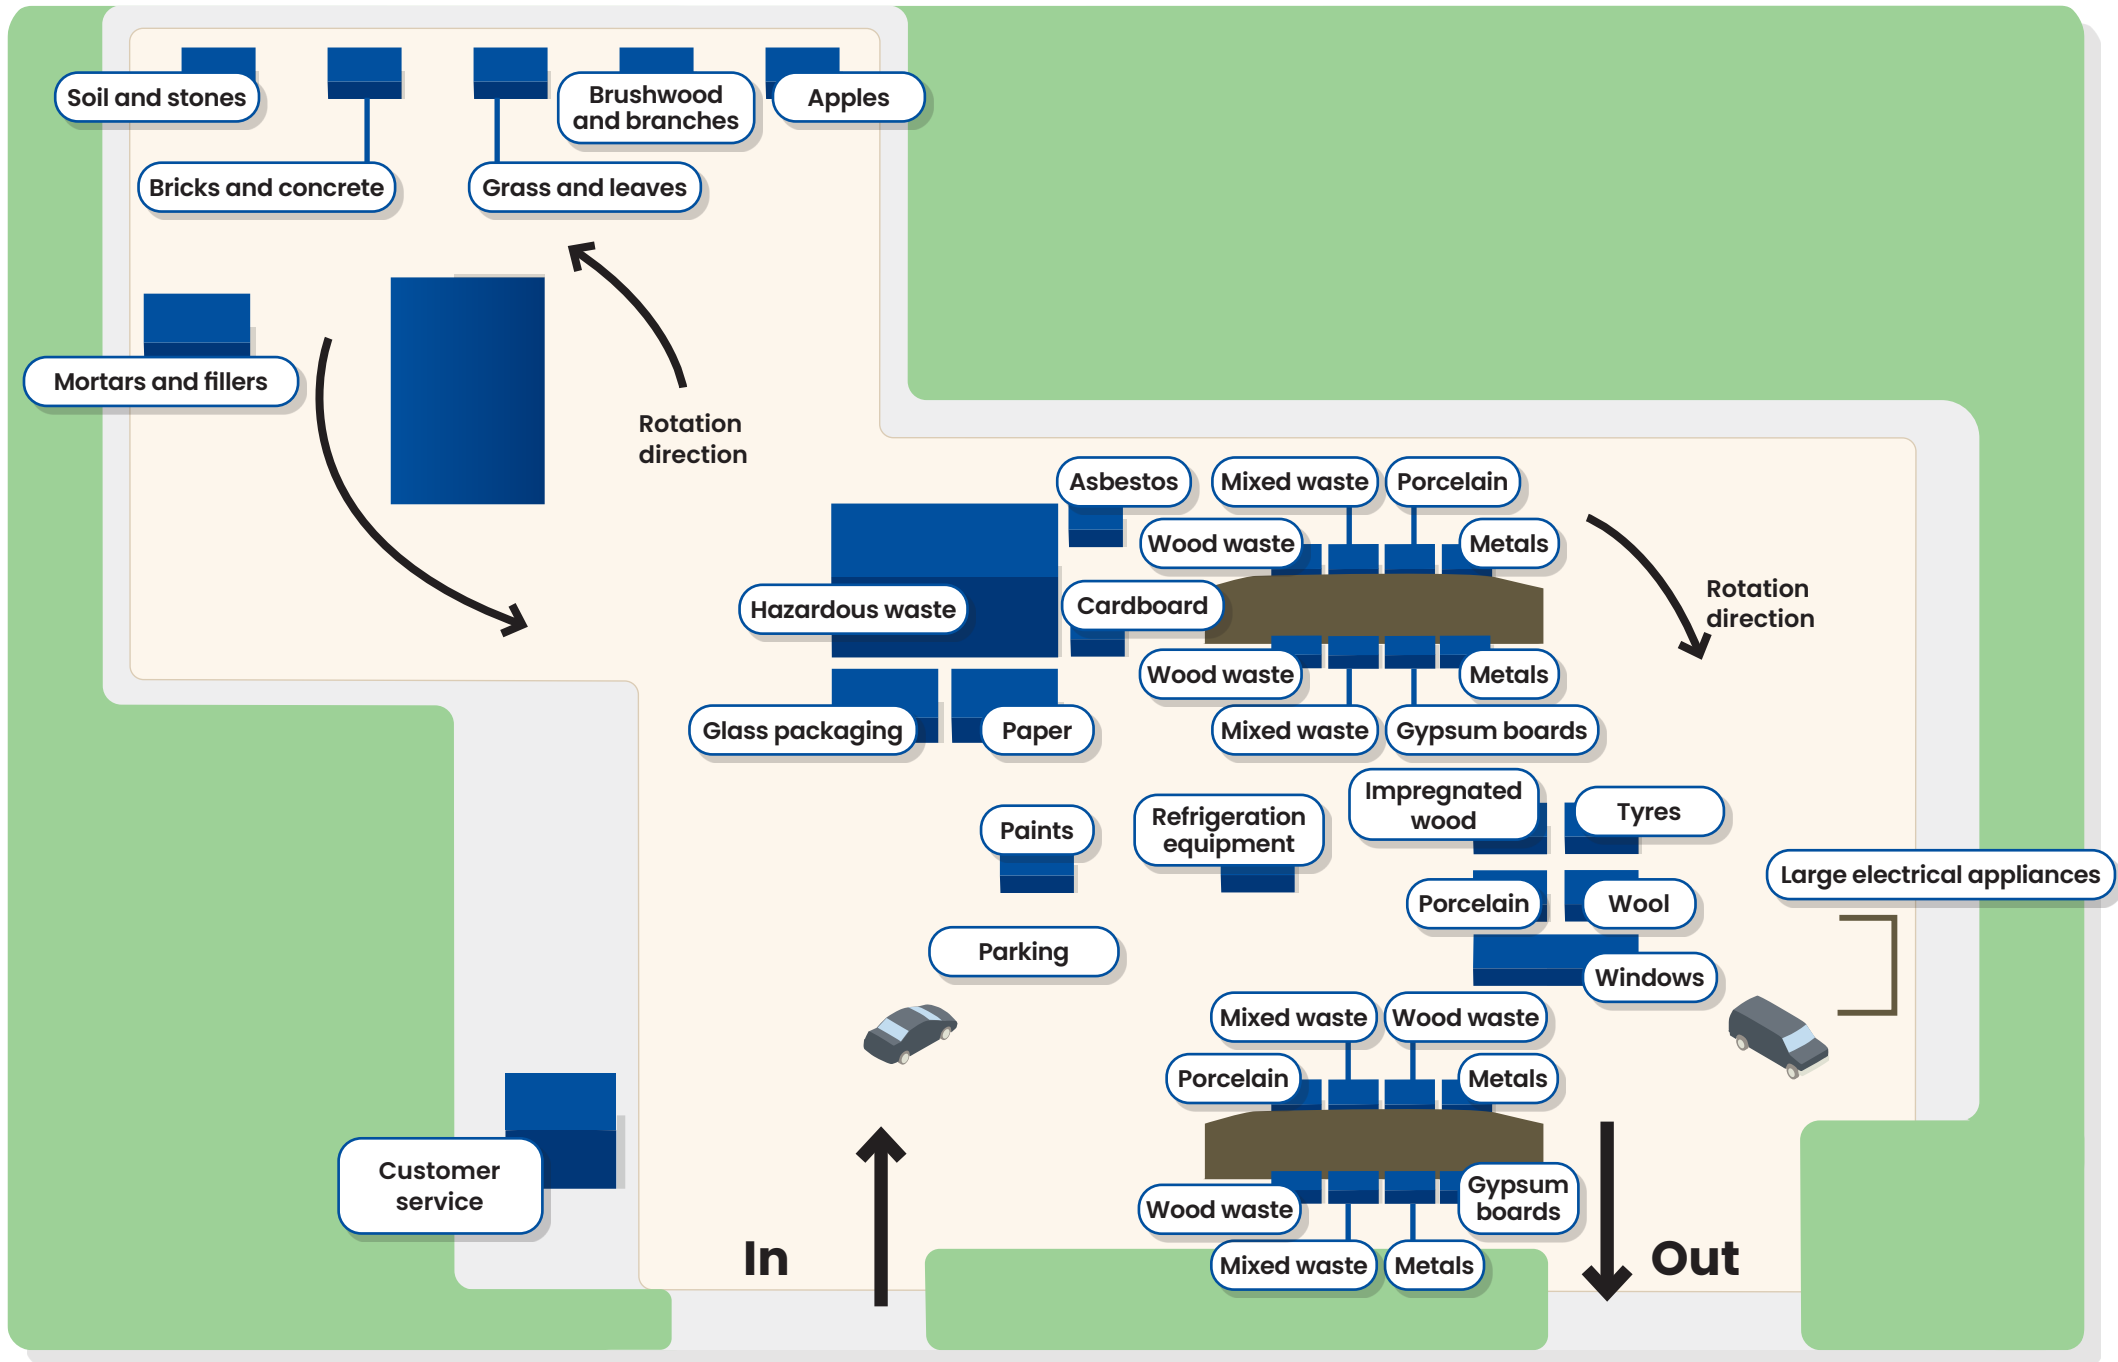 Soil and stones
Brushwood
and branches
Apples
Bricks and concrete
Grass and leaves
Mortars and fillers
Rotation
direction
Asbestos
Mixed waste
Porcelain
Wood waste
Metals
Rotation
direction
Hazardous waste
Cardboard
Wood waste
Metals
Glass packaging
Paper
Mixed waste
Gypsum boards
Impregnated
wood
Tyres
Paints
Refrigeration
equipment
Large electrical appliances
Porcelain
Wool
Parking
Windows
Mixed waste
Wood waste
Porcelain
Metals
Customer
service
Gypsum
boards
Wood waste
In
Mixed waste
Metals
Out